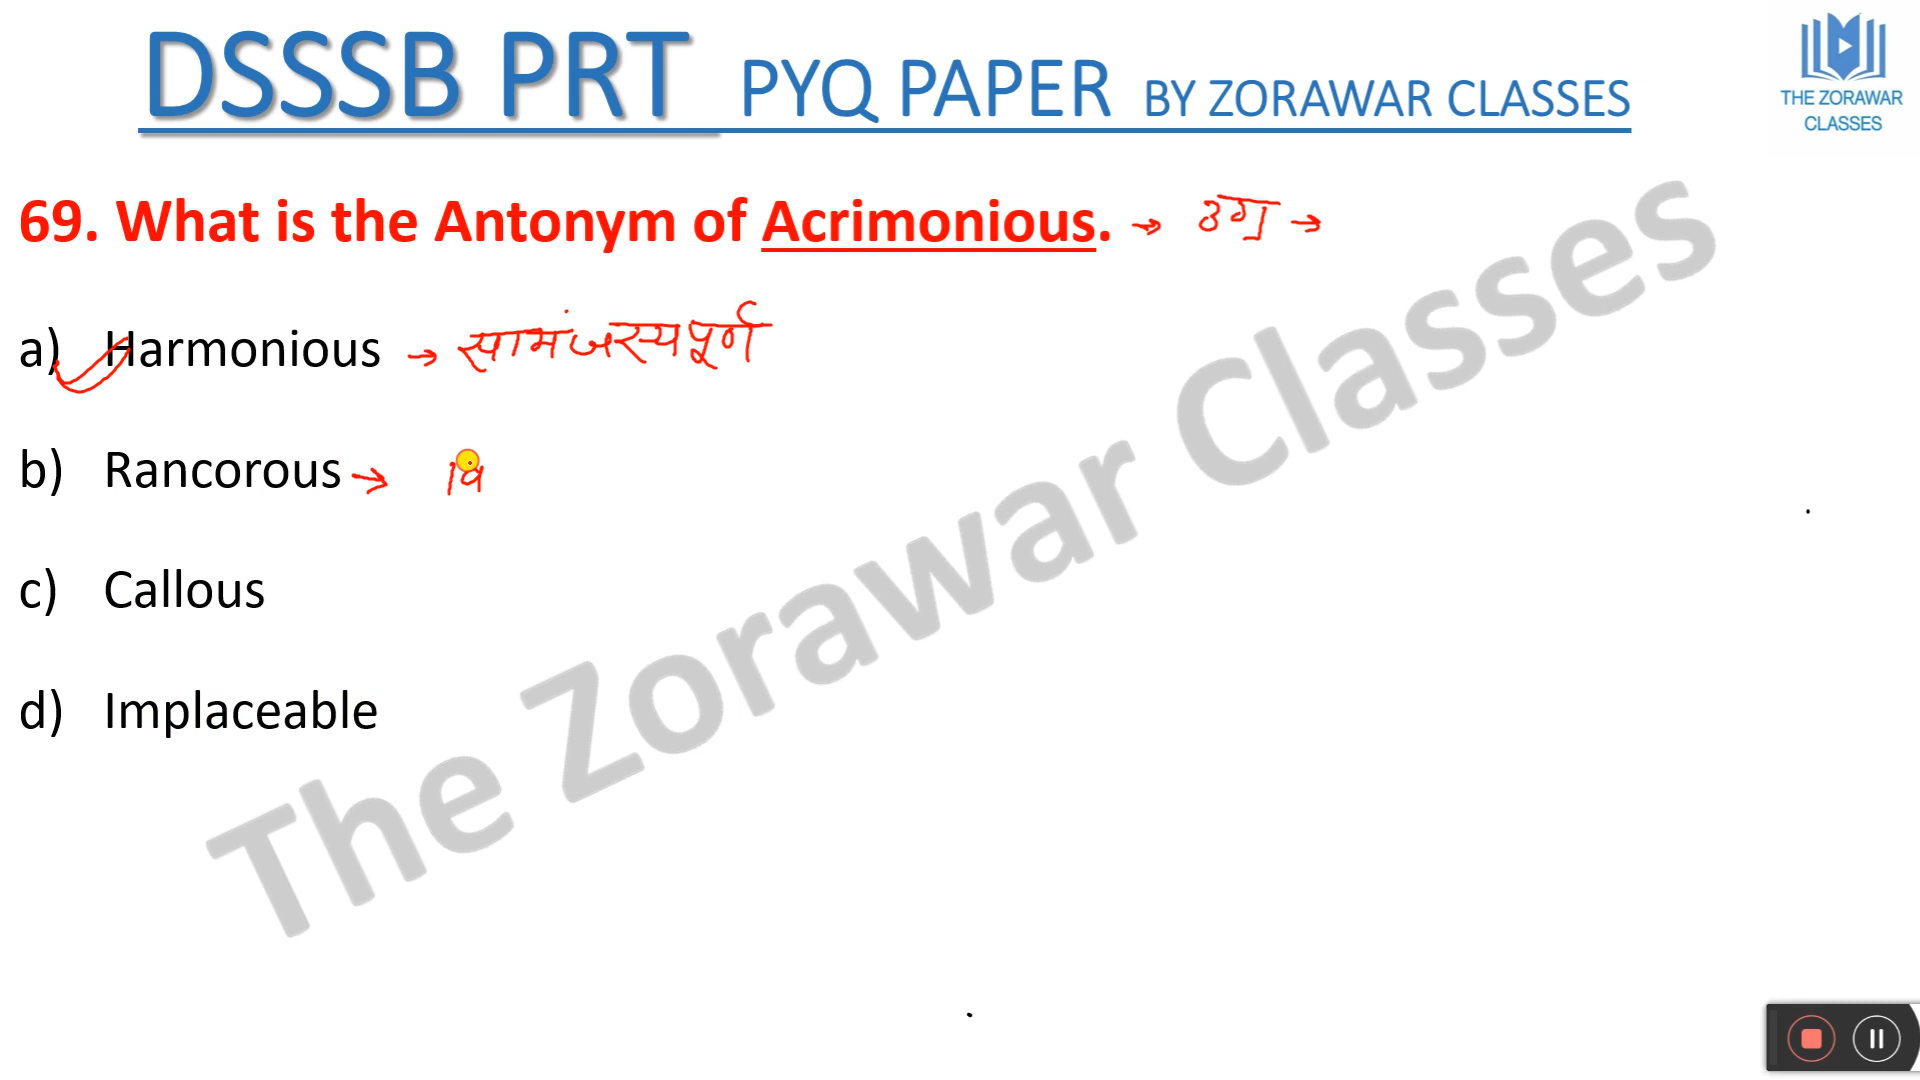 DSSSB PRT PYQ PAPER BY ZORAWAR CLASSES
THE ZORAWAR
CLASSES
69. What is the Antonym of Acrimonious. → उग्र →
a) Harmonious → सामंजस्यपूर्ण
b) Rancorous →
c) Callous
d) Implaceable
The Zorawar Classes